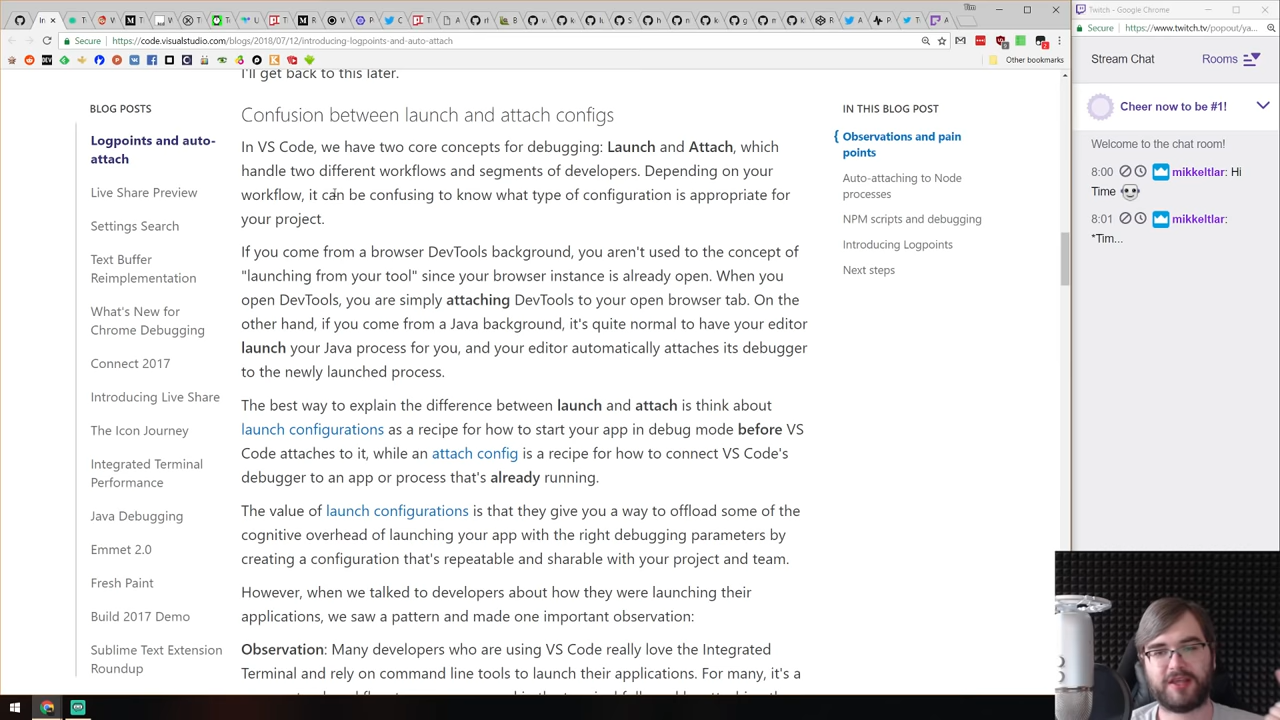 Tim
In
Twitch - Google Chrome
Secure
https://code.visualstudio.com/blogs/2018/07/12/introducing-logpoints-and-auto-attach
Secure
https://www.twitch.tv/popout/ya...
Other bookmarks
Stream Chat
Rooms
Cheer now to be #1!
Welcome to the chat room!
8:00 mikkeltlar: Hi
Time
8:01 mikkeltlar:
*Tim...
BLOG POSTS
Logpoints and auto-
attach
Live Share Preview
Settings Search
Text Buffer
Reimplementation
What's New for
Chrome Debugging
Connect 2017
Introducing Live Share
The Icon Journey
Integrated Terminal
Performance
Java Debugging
Emmet 2.0
Fresh Paint
Build 2017 Demo
Sublime Text Extension
Roundup
I'll get back to this later.
Confusion between launch and attach configs
In VS Code, we have two core concepts for debugging: Launch and Attach, which
handle two different workflows and segments of developers. Depending on your
workflow, it can be confusing to know what type of configuration is appropriate for
your project.
If you come from a browser DevTools background, you aren't used to the concept of
"launching from your tool" since your browser instance is already open. When you
open DevTools, you are simply attaching DevTools to your open browser tab. On the
other hand, if you come from a Java background, it's quite normal to have your editor
launch your Java process for you, and your editor automatically attaches its debugger
to the newly launched process.
The best way to explain the difference between launch and attach is think about
launch configurations as a recipe for how to start your app in debug mode before VS
Code attaches to it, while an attach config is a recipe for how to connect VS Code's
debugger to an app or process that's already running.
The value of launch configurations is that they give you a way to offload some of the
cognitive overhead of launching your app with the right debugging parameters by
creating a configuration that's repeatable and sharable with your project and team.
However, when we talked to developers about how they were launching their
applications, we saw a pattern and made one important observation:
Observation: Many developers who are using VS Code really love the Integrated
Terminal and rely on command line tools to launch their applications. For many, it's a
IN THIS BLOG POST
Observations and pain
points
Auto-attaching to Node
processes
NPM scripts and debugging
Introducing Logpoints
Next steps